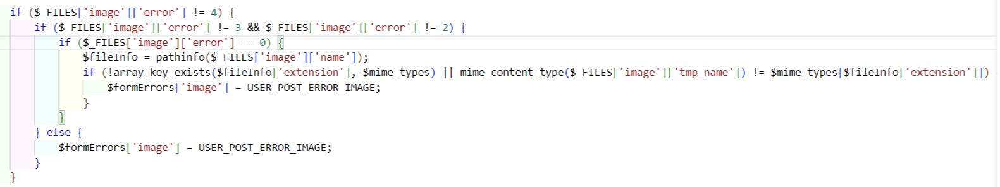 if ($_FILES['image']['error'] != 4) {
if ($_FILES['image']['error'] != 3 && $_FILES['image']['error'] != 2) {
if ($_FILES['image']['error'] == 0) {
$fileInfo = pathinfo($_FILES['image']['name']);
if (!array_key_exists($fileInfo['extension'], $mime_types) || mime_content_type($_FILES['image']['tmp_name']) != $mime_types[$fileInfo['extension']])
$formErrors['image'] = USER_POST_ERROR_IMAGE;
}
}
} else {
$formErrors['image'] = USER_POST_ERROR_IMAGE;
}
}